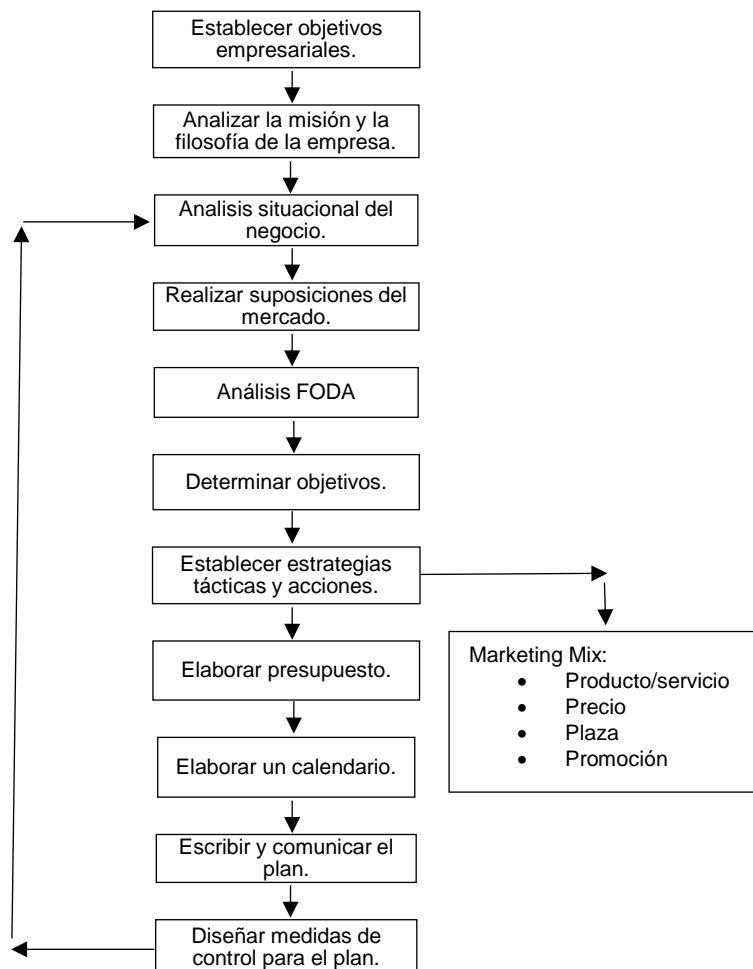 Establecer objetivos
empresariales.
Analizar la misión y la
filosofía de la empresa.
Analisis situacional del
negocio.
Realizar suposiciones del
mercado.
Análisis FODA
Determinar objetivos.
Establecer estrategias
tácticas y acciones.
Marketing Mix:
• Producto/servicio
• Precio
• Plaza
• Promoción
Elaborar presupuesto.
Elaborar un calendario.
Escribir y comunicar el
plan.
Diseñar medidas de
control para el plan.